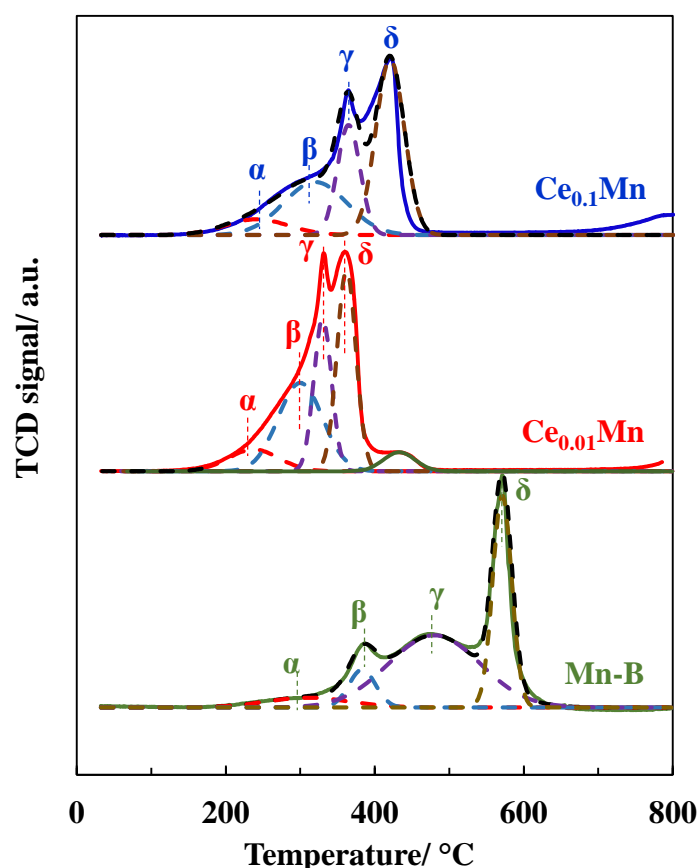 δ
γ
β
α
Ce₀.₁Mn
γ
δ
β
α
Ce₀.₀₁Mn
δ
β
γ
α
Mn-B
TCD signal/ a.u.
0
200
400
600
800
Temperature/ °C